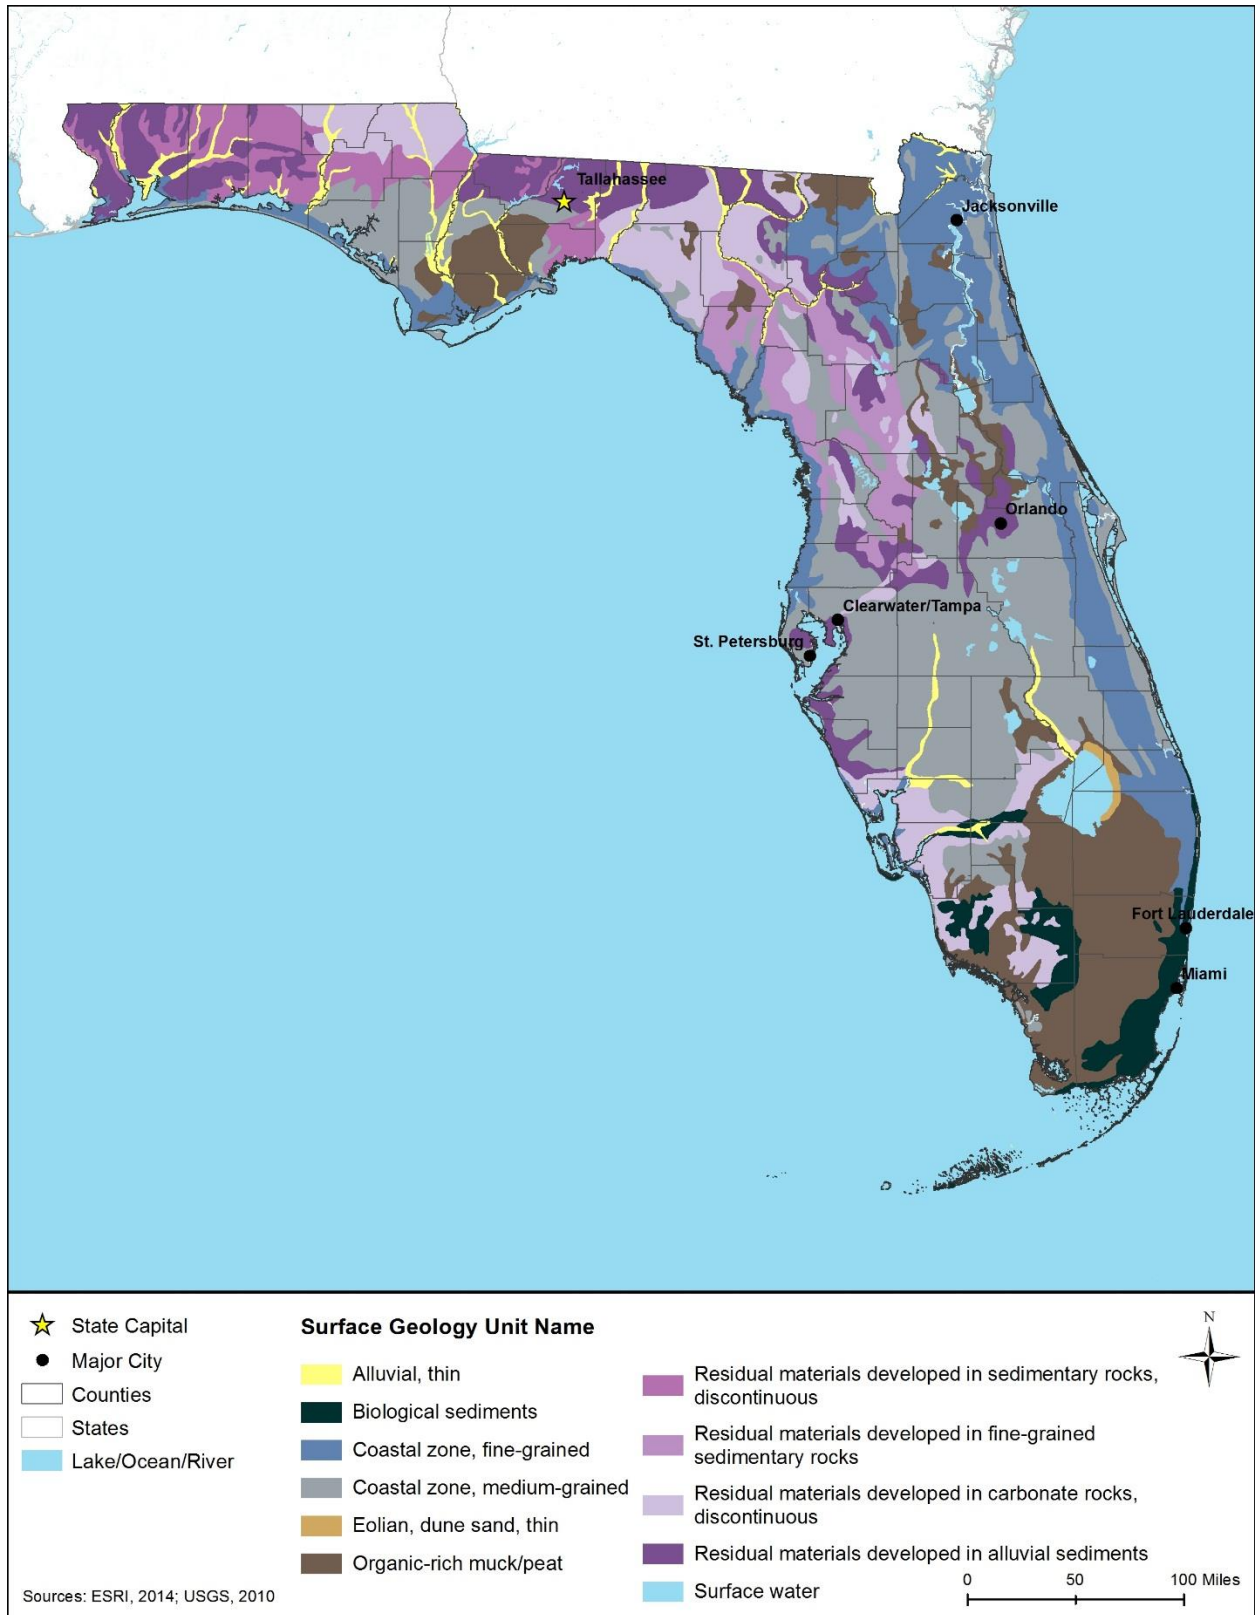 Tallahassee
Jacksonville
Orlando
Clearwater/Tampa
St. Petersburg
Fort Lauderdale
Miami
State Capital
Major City
Counties
States
Lake/Ocean/River
Surface Geology Unit Name
Alluvial, thin
Biological sediments
Coastal zone, fine-grained
Coastal zone, medium-grained
Eolian, dune sand, thin
Organic-rich muck/peat
Residual materials developed in sedimentary rocks,
discontinuous
Residual materials developed in fine-grained
sedimentary rocks
Residual materials developed in carbonate rocks,
discontinuous
Residual materials developed in alluvial sediments
Surface water
N
0 50 100 Miles
Sources: ESRI, 2014; USGS, 2010